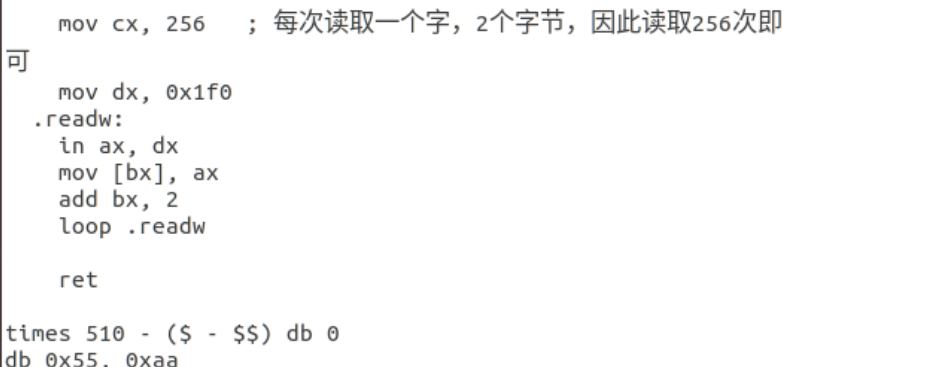 mov cx, 256   ; 每次读取一个字，2个字节，因此读取256次即
可
mov dx, 0x1f0
.readw:
in ax, dx
mov [bx], ax
add bx, 2
loop .readw
ret
times 510 - ($ - $$) db 0
db 0x55, 0xaa